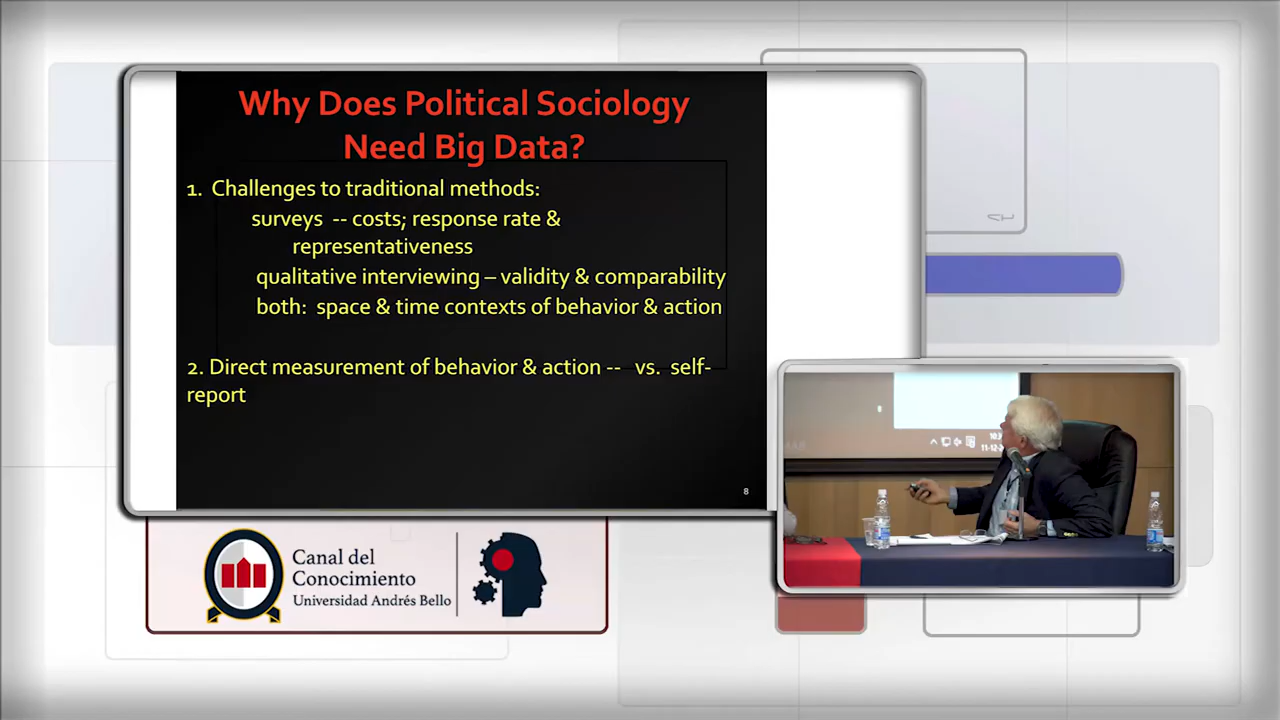 Why Does Political Sociology
Need Big Data?
1. Challenges to traditional methods:
surveys -- costs; response rate &
representativeness
qualitative interviewing – validity & comparability
both: space & time contexts of behavior & action
2. Direct measurement of behavior & action -- vs. self-
report
8
Canal del
Conocimiento
Universidad Andrés Bello